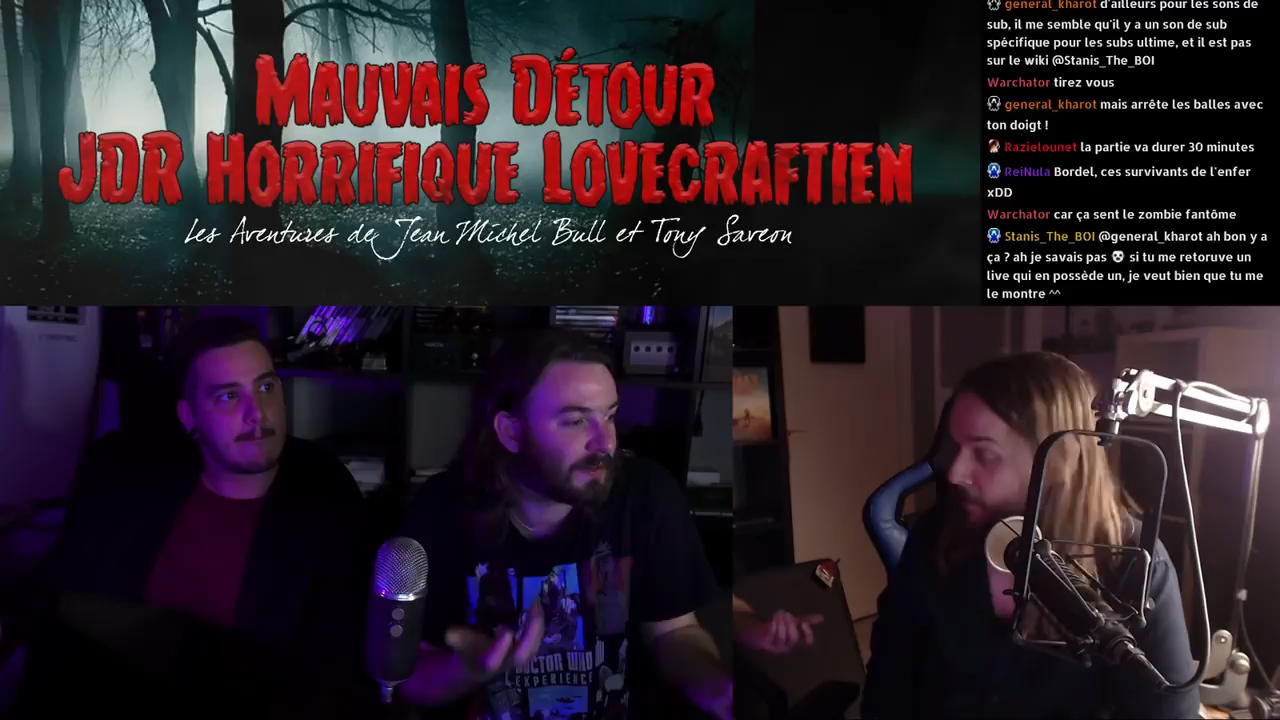 MAUVAIS DÉTOUR
JDR HORRIFIQUE LOVECRAFTIEN
Les Aventures de Jean Michel Bull et Tony Saveon
general_kharot d'ailleurs pour les sons de
sub, il me semble qu'il y a un son de sub
spécifique pour les subs ultime, et il est pas
sur le wiki @Stanis_The_BOI
Warchator tirez vous
general_kharot mais arrête les balles avec
ton doigt !
Razielounet la partie va durer 30 minutes
ReiNula Bordel, ces survivants de l'enfer
xDD
Warchator car ça sent le zombie fantôme
Stanis_The_BOI @general_kharot ah bon y a
ça ? ah je savais pas 💀 si tu me retoruve un
live qui en possède un, je veut bien que tu me
le montre ^^
DOCTOR WHO
EXPERIENCE